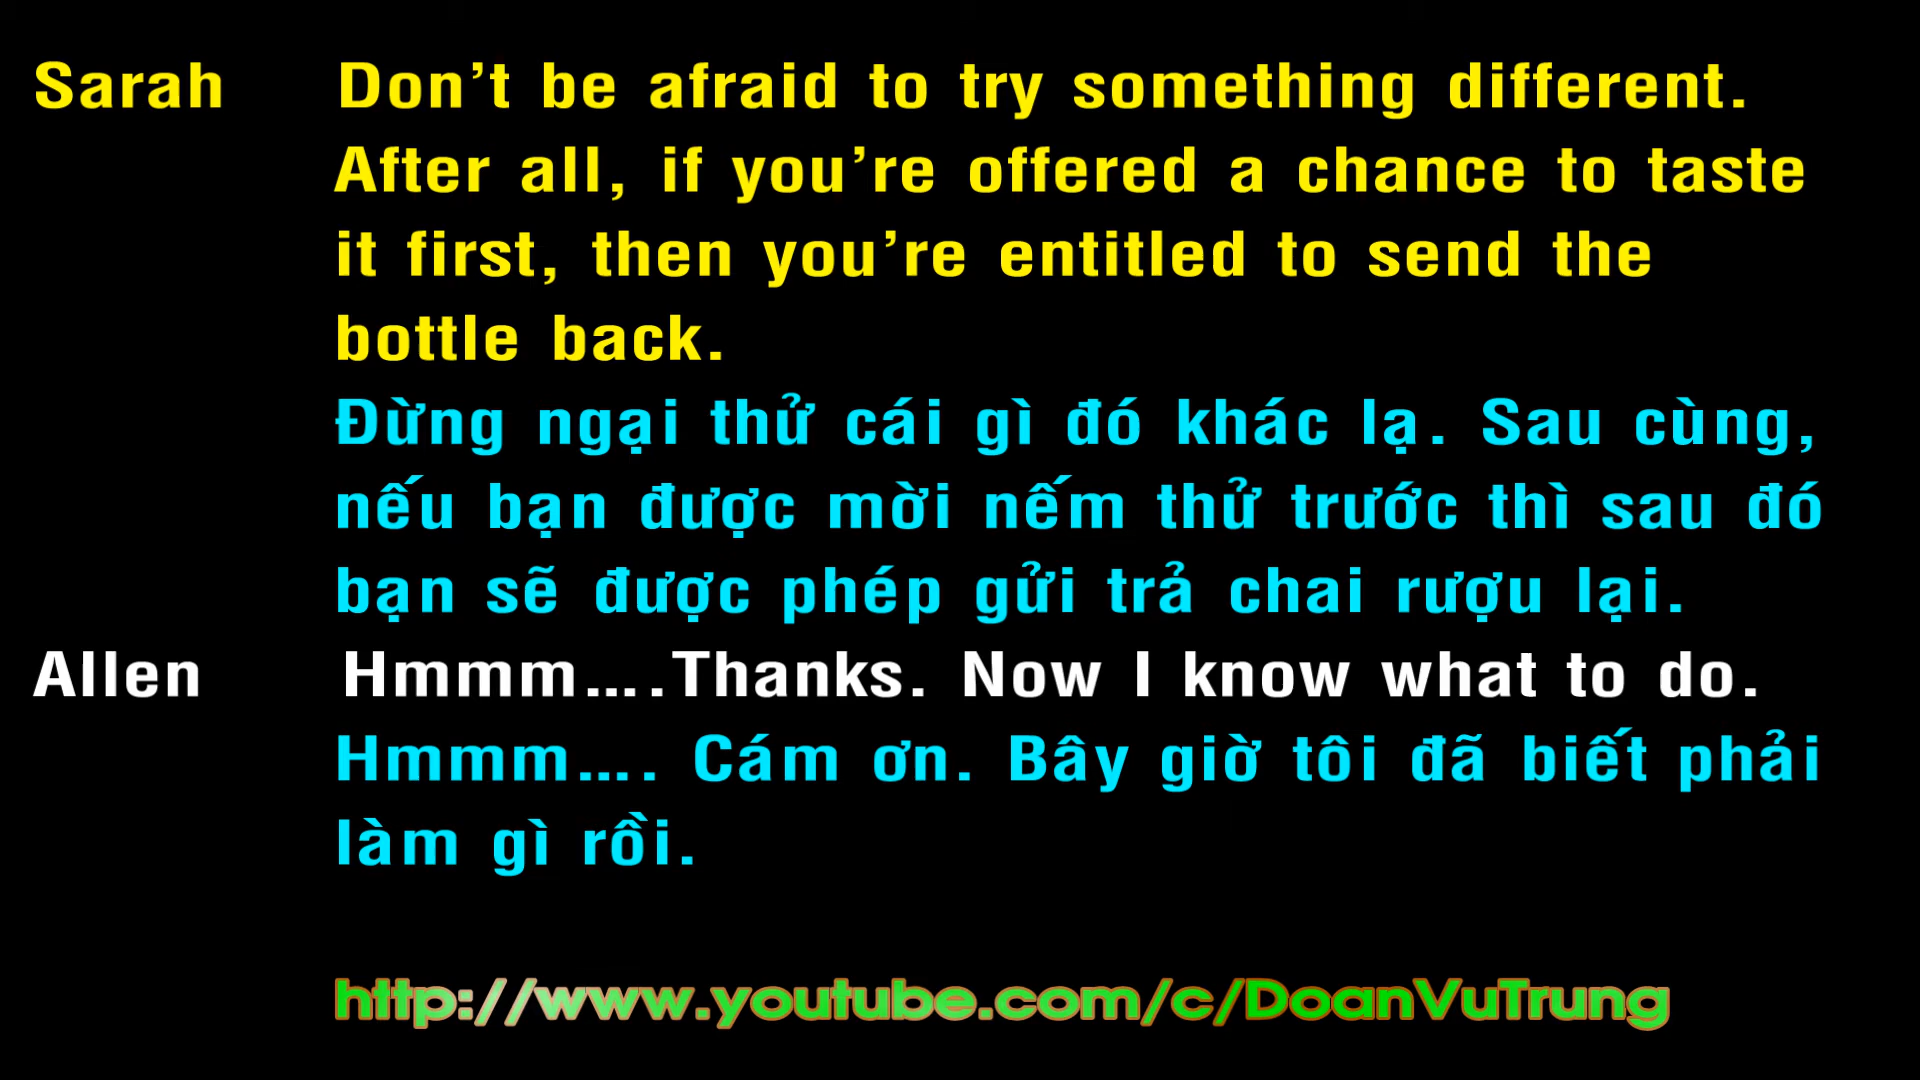 Sarah Don’t be afraid to try something different.
After all, if you’re offered a chance to taste
it first, then you’re entitled to send the
bottle back.
Đừng ngại thử cái gì đó khác lạ. Sau cùng,
nếu bạn được mời nếm thử trước thì sau đó
bạn sẽ được phép gửi trả chai rượu lại.
Allen Hmmm....Thanks. Now I know what to do.
Hmmm.... Cám ơn. Bây giờ tôi đã biết phải
làm gì rồi.
http://www.youtube.com/c/DoanVuTrung